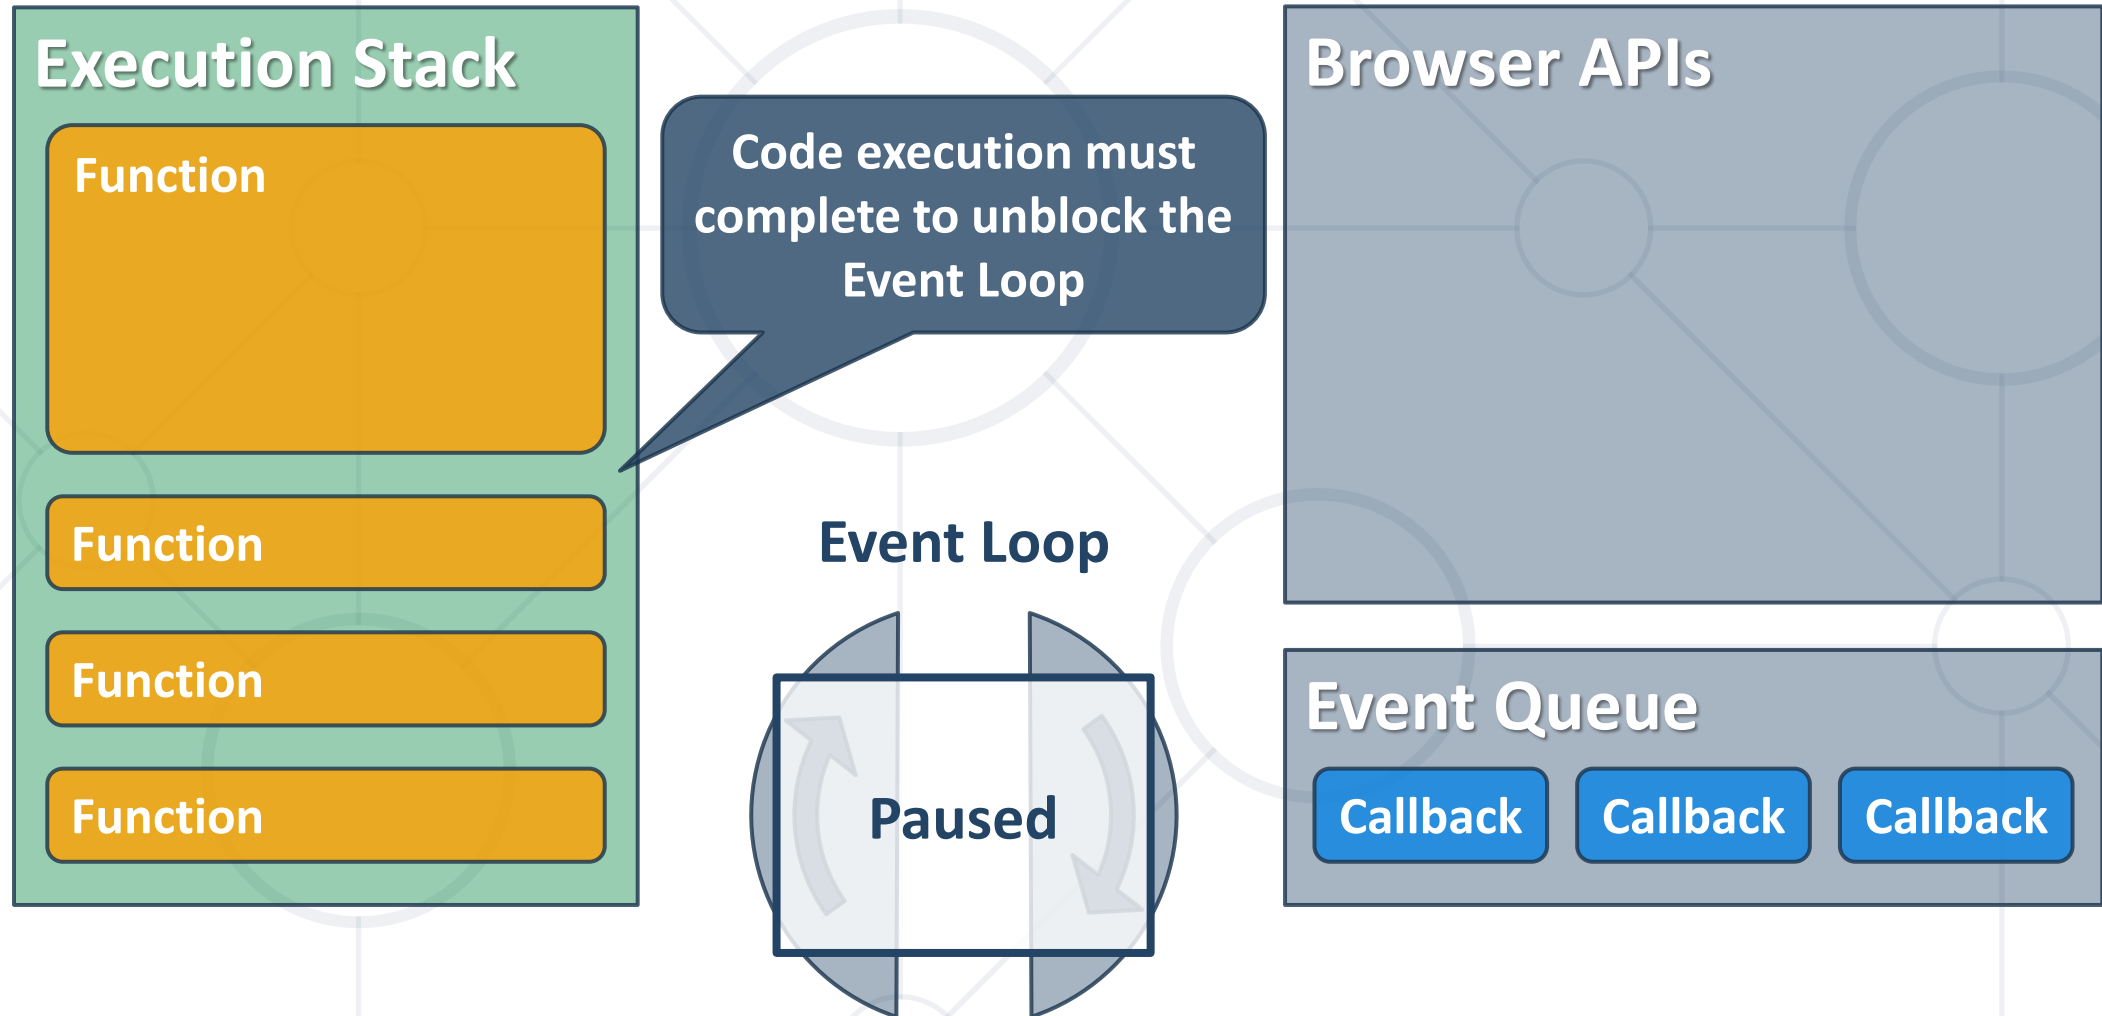 Execution Stack
Function
Function
Function
Function
Code execution must
complete to unblock the
Event Loop
Event Loop
Paused
Browser APIs
Event Queue
Callback
Callback
Callback